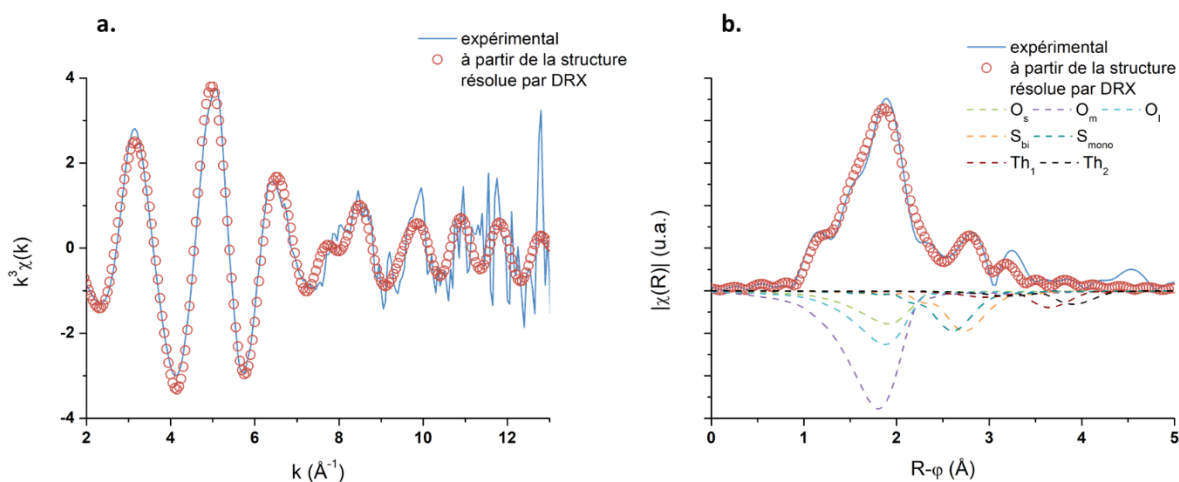 a.
expérimental
à partir de la structure
résolue par DRX
4
2
0
-2
-4
k³χ(k)
2 4 6 8 10 12
k (Å⁻¹)
b.
expérimental
à partir de la structure
résolue par DRX
Oₛ Oₘ Oₗ
S_bi S_mono
Th₁ Th₂
|χ(R)| (u.a.)
0 1 2 3 4 5
R-φ (Å)